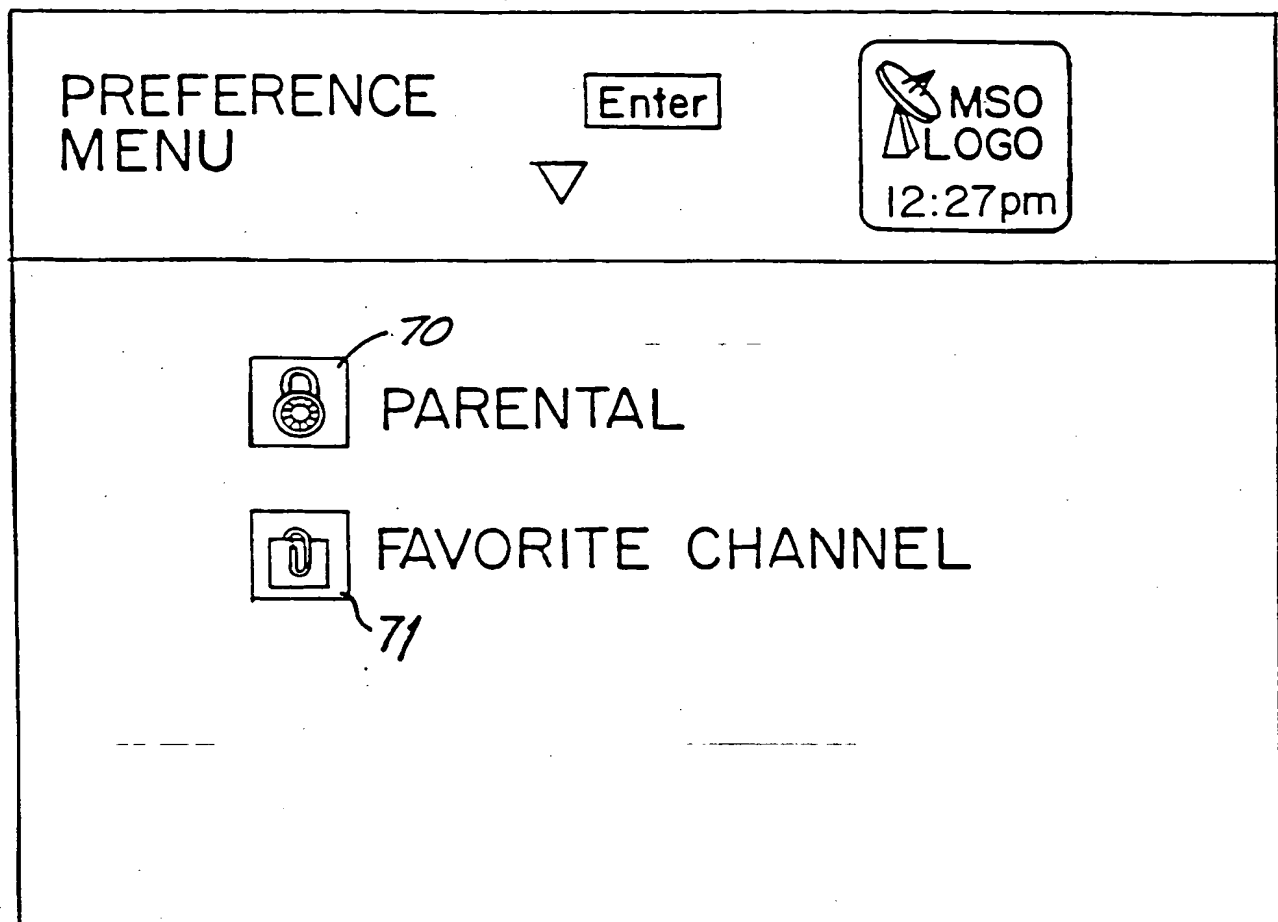 PREFERENCE
MENU
Enter
MSO
LOGO
12:27pm
70
PARENTAL
FAVORITE CHANNEL
71